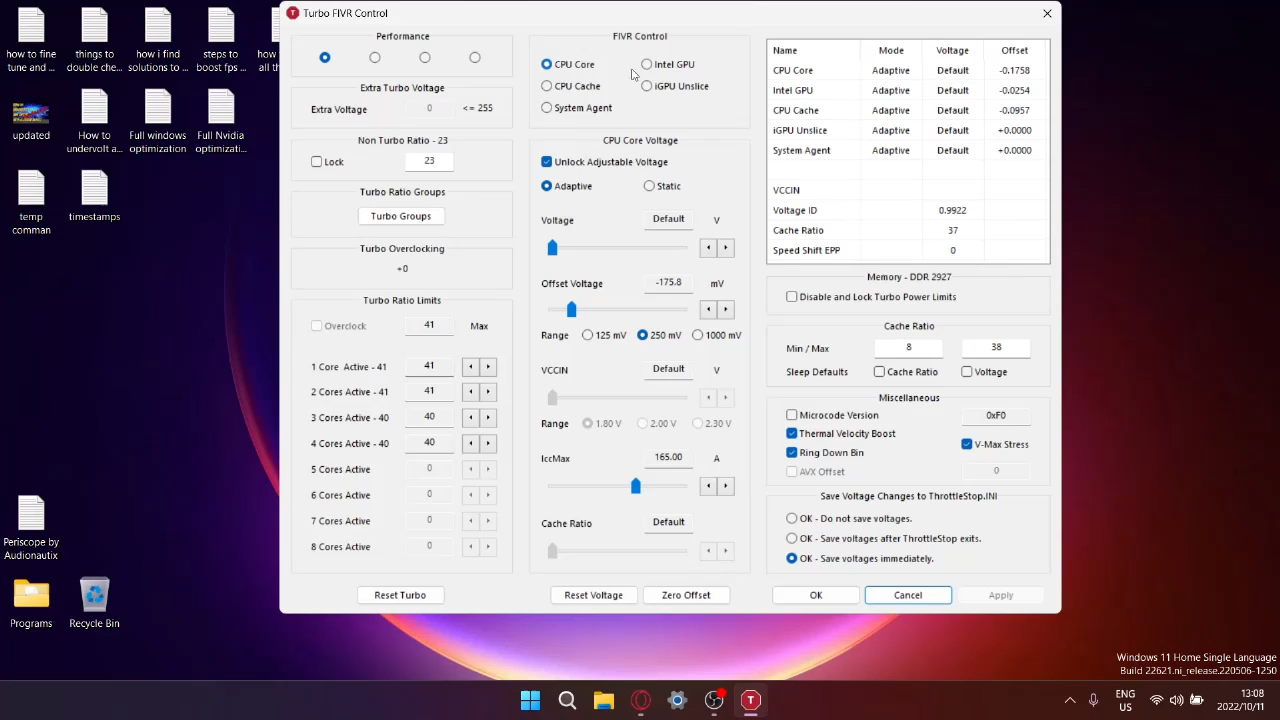 how to fine
tune and ...
things to
double che...
how i find
solutions to ...
steps to
boost fps ...
how
all th
updated
How to
undervolt a...
Full windows
optimization
Full Nvidia
optimizati...
temp
comman
timestamps
Periscope by
Audionautix
Programs
Recycle Bin
Turbo FIVR Control
Performance
Extra Turbo Voltage
Extra Voltage 0 <= 255
Non Turbo Ratio - 23
Lock 23
Turbo Ratio Groups
Turbo Groups
Turbo Overclocking
+0
Turbo Ratio Limits
Overclock 41 Max
1 Core Active - 41 41
2 Cores Active - 41 41
3 Cores Active - 40 40
4 Cores Active - 40 40
5 Cores Active 0
6 Cores Active 0
7 Cores Active 0
8 Cores Active 0
Reset Turbo
FIVR Control
CPU Core Intel GPU
CPU Cache iGPU Unslice
System Agent
CPU Core Voltage
Unlock Adjustable Voltage
Adaptive Static
Voltage Default V
Offset Voltage -175.8 mV
Range 125 mV 250 mV 1000 mV
VCCIN Default V
Range 1.80 V 2.00 V 2.30 V
IccMax 165.00 A
Cache Ratio Default
Reset Voltage Zero Offset
Name Mode Voltage Offset
CPU Core Adaptive Default -0.1758
Intel GPU Adaptive Default -0.0254
CPU Cache Adaptive Default -0.0957
iGPU Unslice Adaptive Default +0.0000
System Agent Adaptive Default +0.0000
VCCIN
Voltage ID 0.9922
Cache Ratio 37
Speed Shift EPP 0
Memory - DDR 2927
Disable and Lock Turbo Power Limits
Cache Ratio
Min / Max 8 38
Sleep Defaults Cache Ratio Voltage
Miscellaneous
Microcode Version 0xF0
Thermal Velocity Boost
V-Max Stress
Ring Down Bin
AVX Offset 0
Save Voltage Changes to ThrottleStop.INI
OK - Do not save voltages.
OK - Save voltages after ThrottleStop exits.
OK - Save voltages immediately.
OK Cancel Apply
Windows 11 Home Single Language
Build 22621.ni_release.220506-1250
ENG
US
13:08
2022/10/11